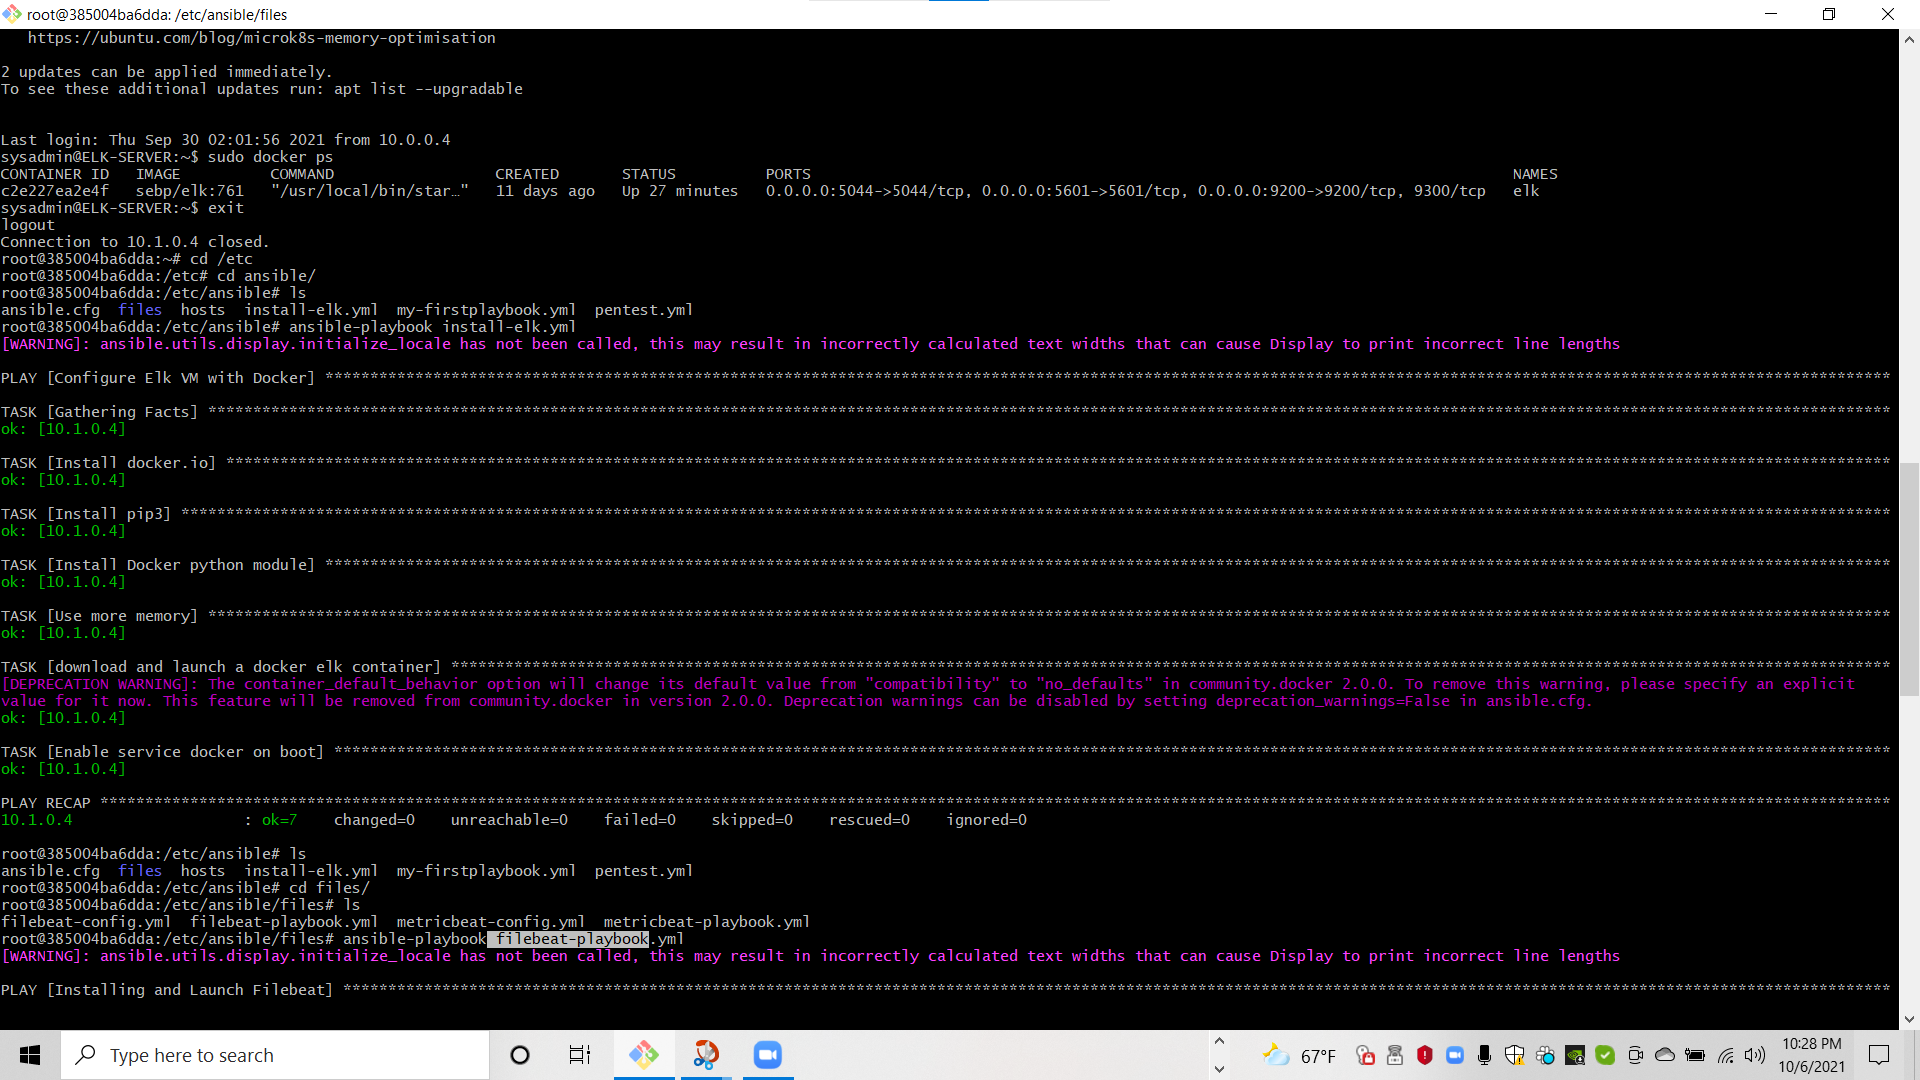 root@385004ba6dda: /etc/ansible/files
https://ubuntu.com/blog/microk8s-memory-optimisation
2 updates can be applied immediately.
To see these additional updates run: apt list --upgradable
Last login: Thu Sep 30 02:01:56 2021 from 10.0.0.4
sysadmin@ELK-SERVER:~$ sudo docker ps
CONTAINER ID   IMAGE          COMMAND                  CREATED       STATUS          PORTS                                                                              NAMES
c2e227ea2e4f   sebp/elk:761   "/usr/local/bin/star…"   11 days ago   Up 27 minutes   0.0.0.0:5044->5044/tcp, 0.0.0.0:5601->5601/tcp, 0.0.0.0:9200->9200/tcp, 9300/tcp   elk
sysadmin@ELK-SERVER:~$ exit
logout
Connection to 10.1.0.4 closed.
root@385004ba6dda:~# cd /etc
root@385004ba6dda:/etc# cd ansible/
root@385004ba6dda:/etc/ansible# ls
ansible.cfg  files  hosts  install-elk.yml  my-firstplaybook.yml  pentest.yml
root@385004ba6dda:/etc/ansible# ansible-playbook install-elk.yml
[WARNING]: ansible.utils.display.initialize_locale has not been called, this may result in incorrectly calculated text widths that can cause Display to print incorrect line lengths
PLAY [Configure Elk VM with Docker] ******************************************************************************************************************************************************************************
TASK [Gathering Facts] *******************************************************************************************************************************************************************************************
ok: [10.1.0.4]
TASK [Install docker.io] *****************************************************************************************************************************************************************************************
ok: [10.1.0.4]
TASK [Install pip3] **********************************************************************************************************************************************************************************************
ok: [10.1.0.4]
TASK [Install Docker python module] ******************************************************************************************************************************************************************************
ok: [10.1.0.4]
TASK [Use more memory] *******************************************************************************************************************************************************************************************
ok: [10.1.0.4]
TASK [download and launch a docker elk container] ****************************************************************************************************************************************************************
[DEPRECATION WARNING]: The container_default_behavior option will change its default value from "compatibility" to "no_defaults" in community.docker 2.0.0. To remove this warning, please specify an explicit
value for it now. This feature will be removed from community.docker in version 2.0.0. Deprecation warnings can be disabled by setting deprecation_warnings=False in ansible.cfg.
ok: [10.1.0.4]
TASK [Enable service docker on boot] *****************************************************************************************************************************************************************************
ok: [10.1.0.4]
PLAY RECAP *******************************************************************************************************************************************************************************************************
10.1.0.4                   : ok=7    changed=0    unreachable=0    failed=0    skipped=0    rescued=0    ignored=0
root@385004ba6dda:/etc/ansible# ls
ansible.cfg  files  hosts  install-elk.yml  my-firstplaybook.yml  pentest.yml
root@385004ba6dda:/etc/ansible# cd files/
root@385004ba6dda:/etc/ansible/files# ls
filebeat-config.yml  filebeat-playbook.yml  metricbeat-config.yml  metricbeat-playbook.yml
root@385004ba6dda:/etc/ansible/files# ansible-playbook filebeat-playbook.yml
[WARNING]: ansible.utils.display.initialize_locale has not been called, this may result in incorrectly calculated text widths that can cause Display to print incorrect line lengths
PLAY [Installing and Launch Filebeat] ****************************************************************************************************************************************************************************
Type here to search
67°F
10:28 PM
10/6/2021